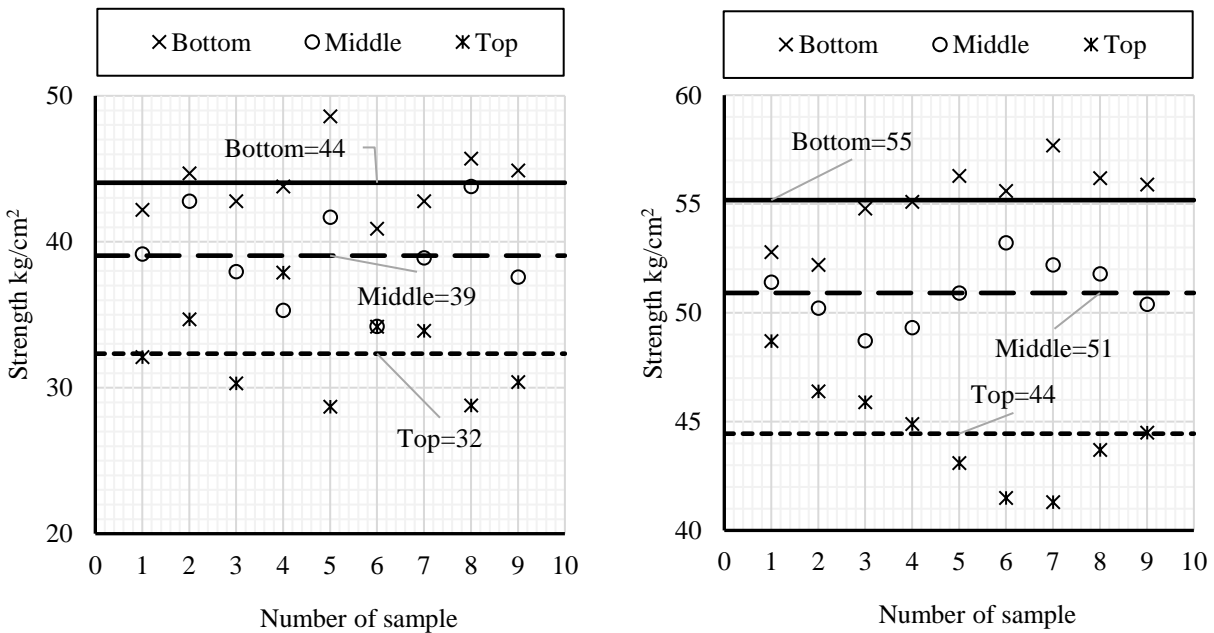 Bottom Middle Top
50
40
30
20
Strength kg/cm²
Bottom=44
Middle=39
Top=32
0 1 2 3 4 5 6 7 8 9 10
Number of sample
Bottom Middle Top
60
55
50
45
40
Strength kg/cm²
Bottom=55
Middle=51
Top=44
0 1 2 3 4 5 6 7 8 9 10
Number of sample